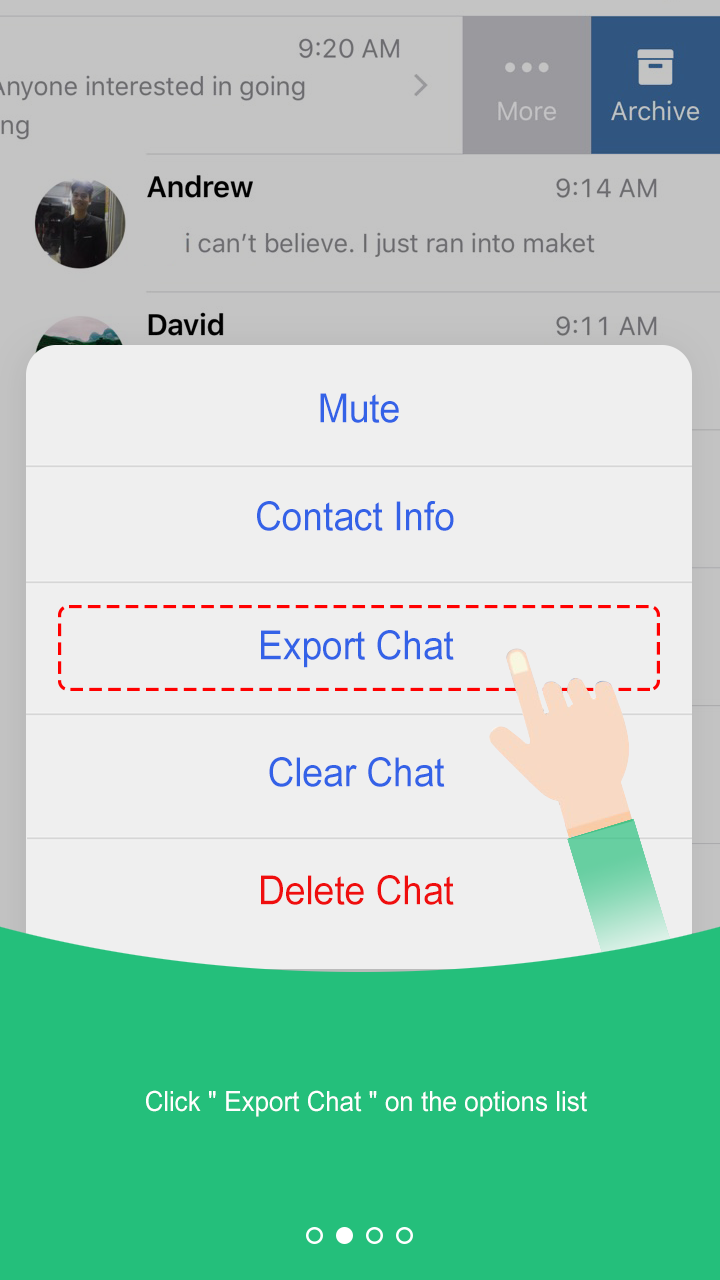 9:20 AM
Anyone interested in going
ng
More
Archive
Andrew
9:14 AM
i can’t believe. I just ran into maket
David
9:11 AM
Mute
Contact Info
Export Chat
Clear Chat
Delete Chat
Click " Export Chat " on the options list